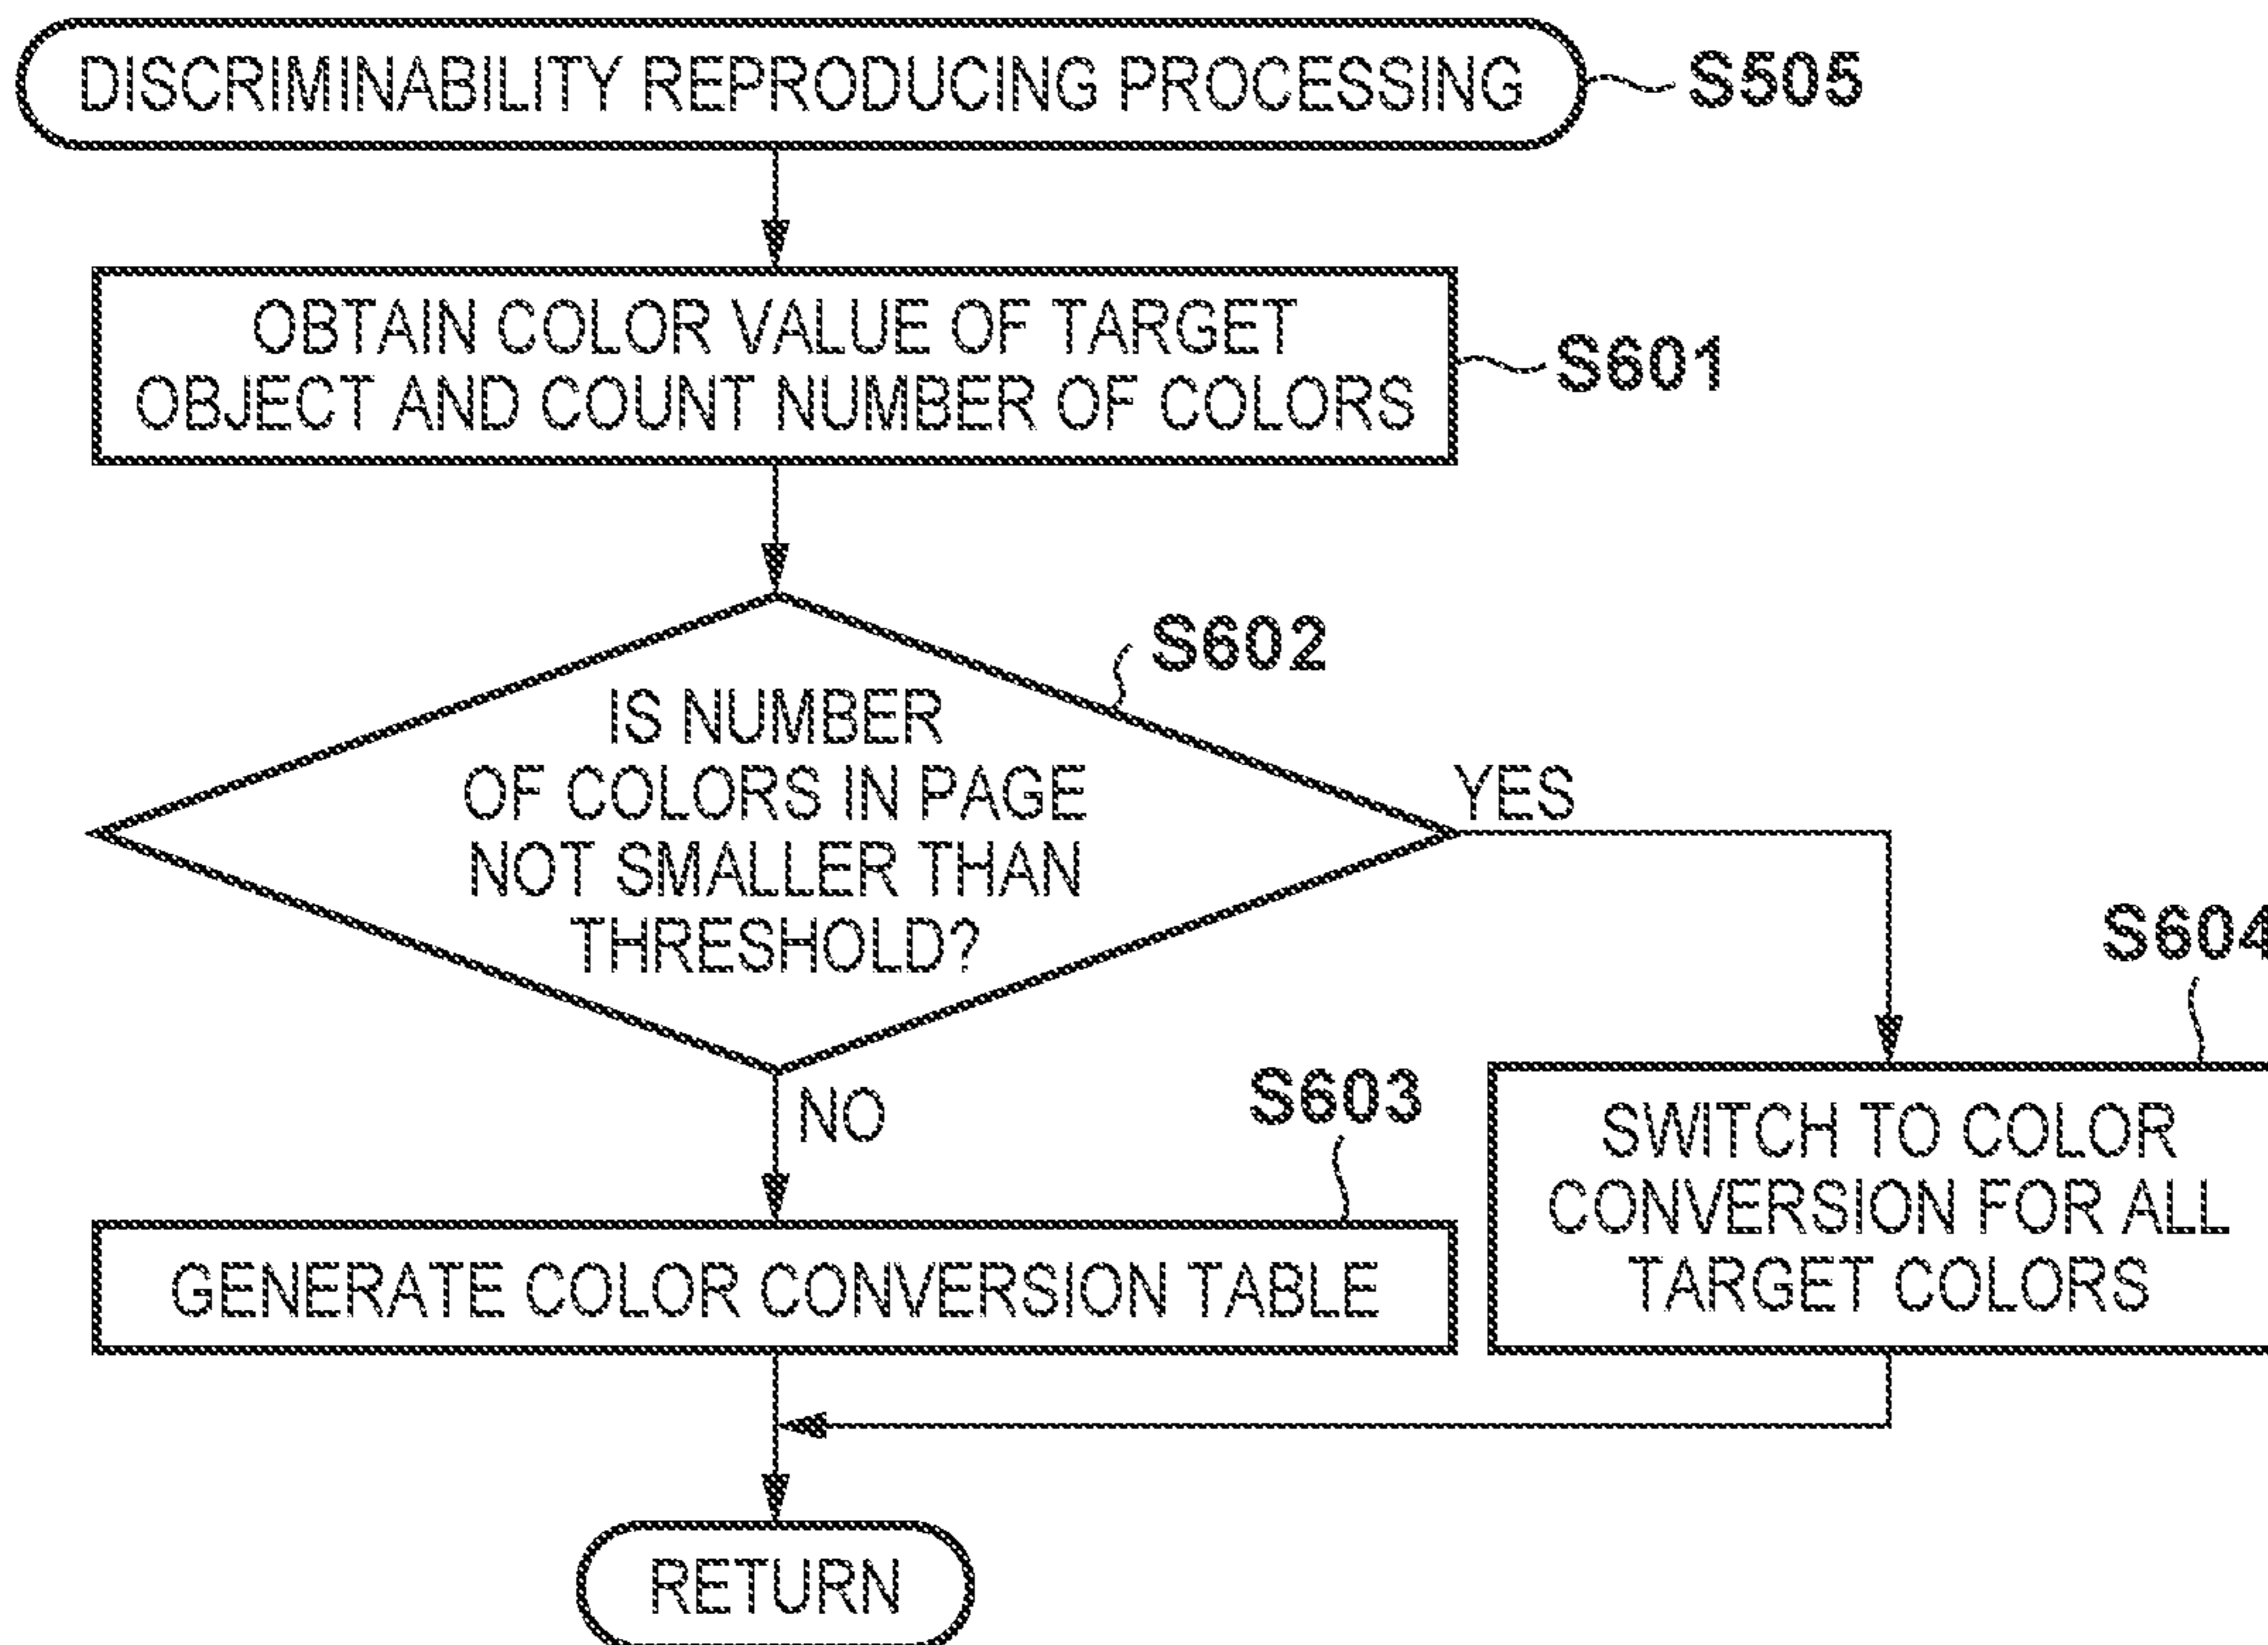 DISCRIMINABILITY REPRODUCING PROCESSING
S505
OBTAIN COLOR VALUE OF TARGET
OBJECT AND COUNT NUMBER OF COLORS
S601
S602
IS NUMBER
OF COLORS IN PAGE
NOT SMALLER THAN
THRESHOLD?
YES
NO
S603
GENERATE COLOR CONVERSION TABLE
S604
SWITCH TO COLOR
CONVERSION FOR ALL
TARGET COLORS
RETURN